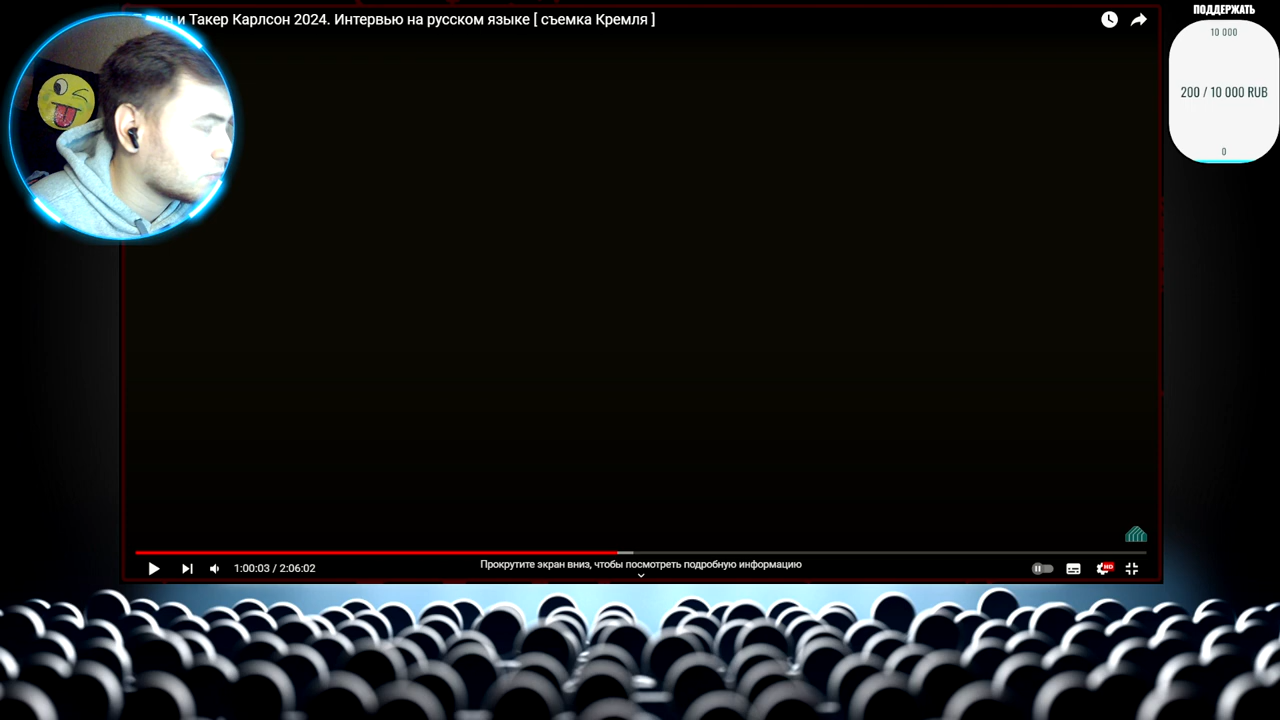 и Такер Карлсон 2024. Интервью на русском языке [ съемка Кремля ]
ПОДДЕРЖАТЬ
10 000
200 / 10 000 RUB
0
Прокрутите экран вниз, чтобы посмотреть подробную информацию
1:00:03 / 2:06:02
HD